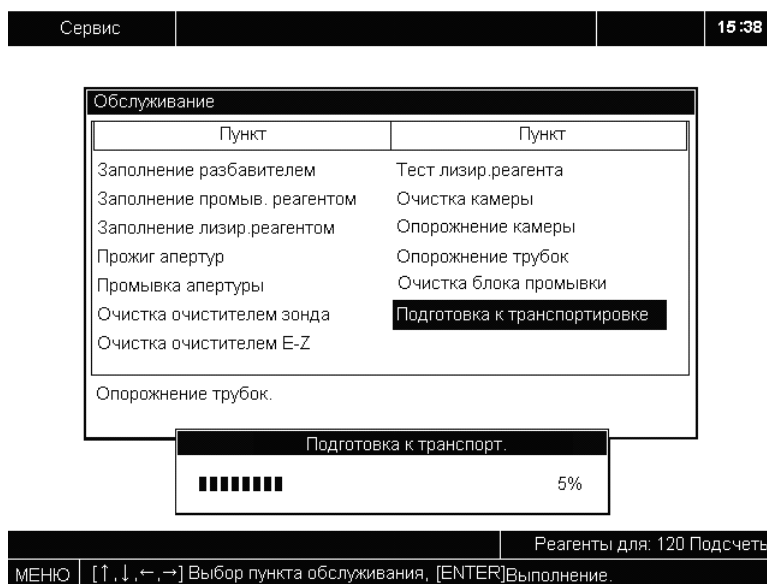 Сервис 15:38
Обслуживание
Пункт Пункт
Заполнение разбавителем Тест лизир.реагента
Заполнение промыв. реагентом Очистка камеры
Заполнение лизир.реагентом Опорожнение камеры
Прожиг апертур Опорожнение трубок
Промывка апертуры Очистка блока промывки
Очистка очистителем зонда Подготовка к транспортировке
Очистка очистителем E-Z
Опорожнение трубок.
Подготовка к транспорт.
5%
Реагенты для: 120 Подсчеть
МЕНЮ [↑,↓,←,→] Выбор пункта обслуживания, [ENTER]Выполнение.